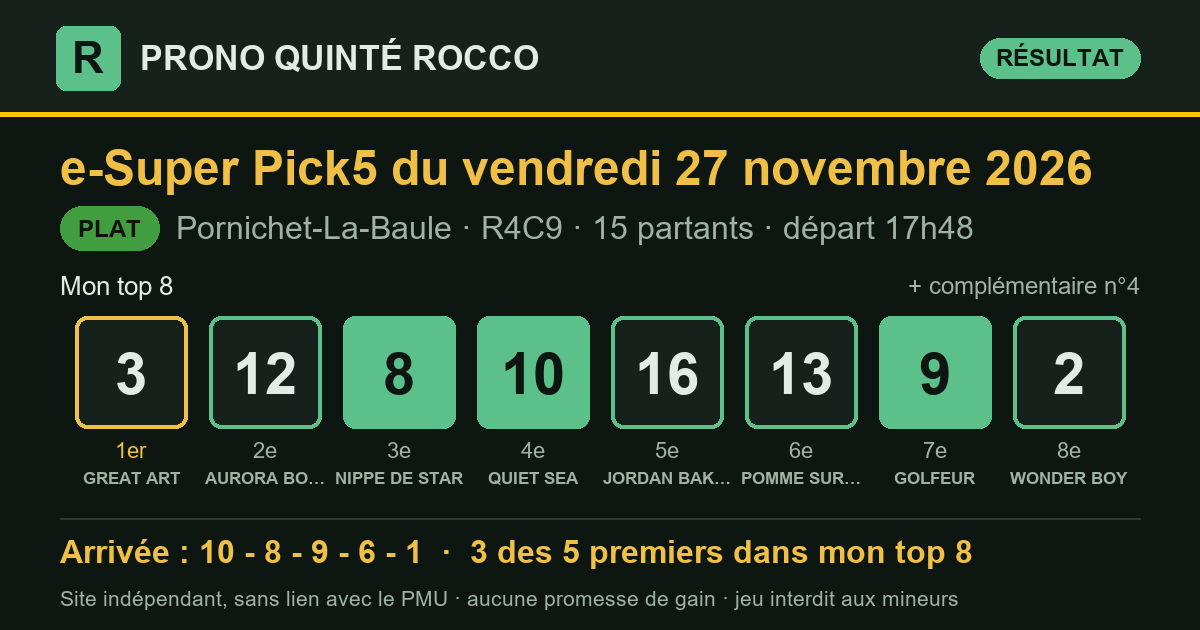 R PRONO QUINTÉ ROCCO RÉSULTAT
e-Super Pick5 du vendredi 27 novembre 2026
PLAT Pornichet-La-Baule · R4C9 · 15 partants · départ 17h48
Mon top 8 + complémentaire n°4
3 12 8 10 16 13 9 2
1er 2e 3e 4e 5e 6e 7e 8e
GREAT ART AURORA BO... NIPPE DE STAR QUIET SEA JORDAN BAK... POMME SUR... GOLFEUR WONDER BOY
Arrivée : 10 - 8 - 9 - 6 - 1 · 3 des 5 premiers dans mon top 8
Site indépendant, sans lien avec le PMU · aucune promesse de gain · jeu interdit aux mineurs